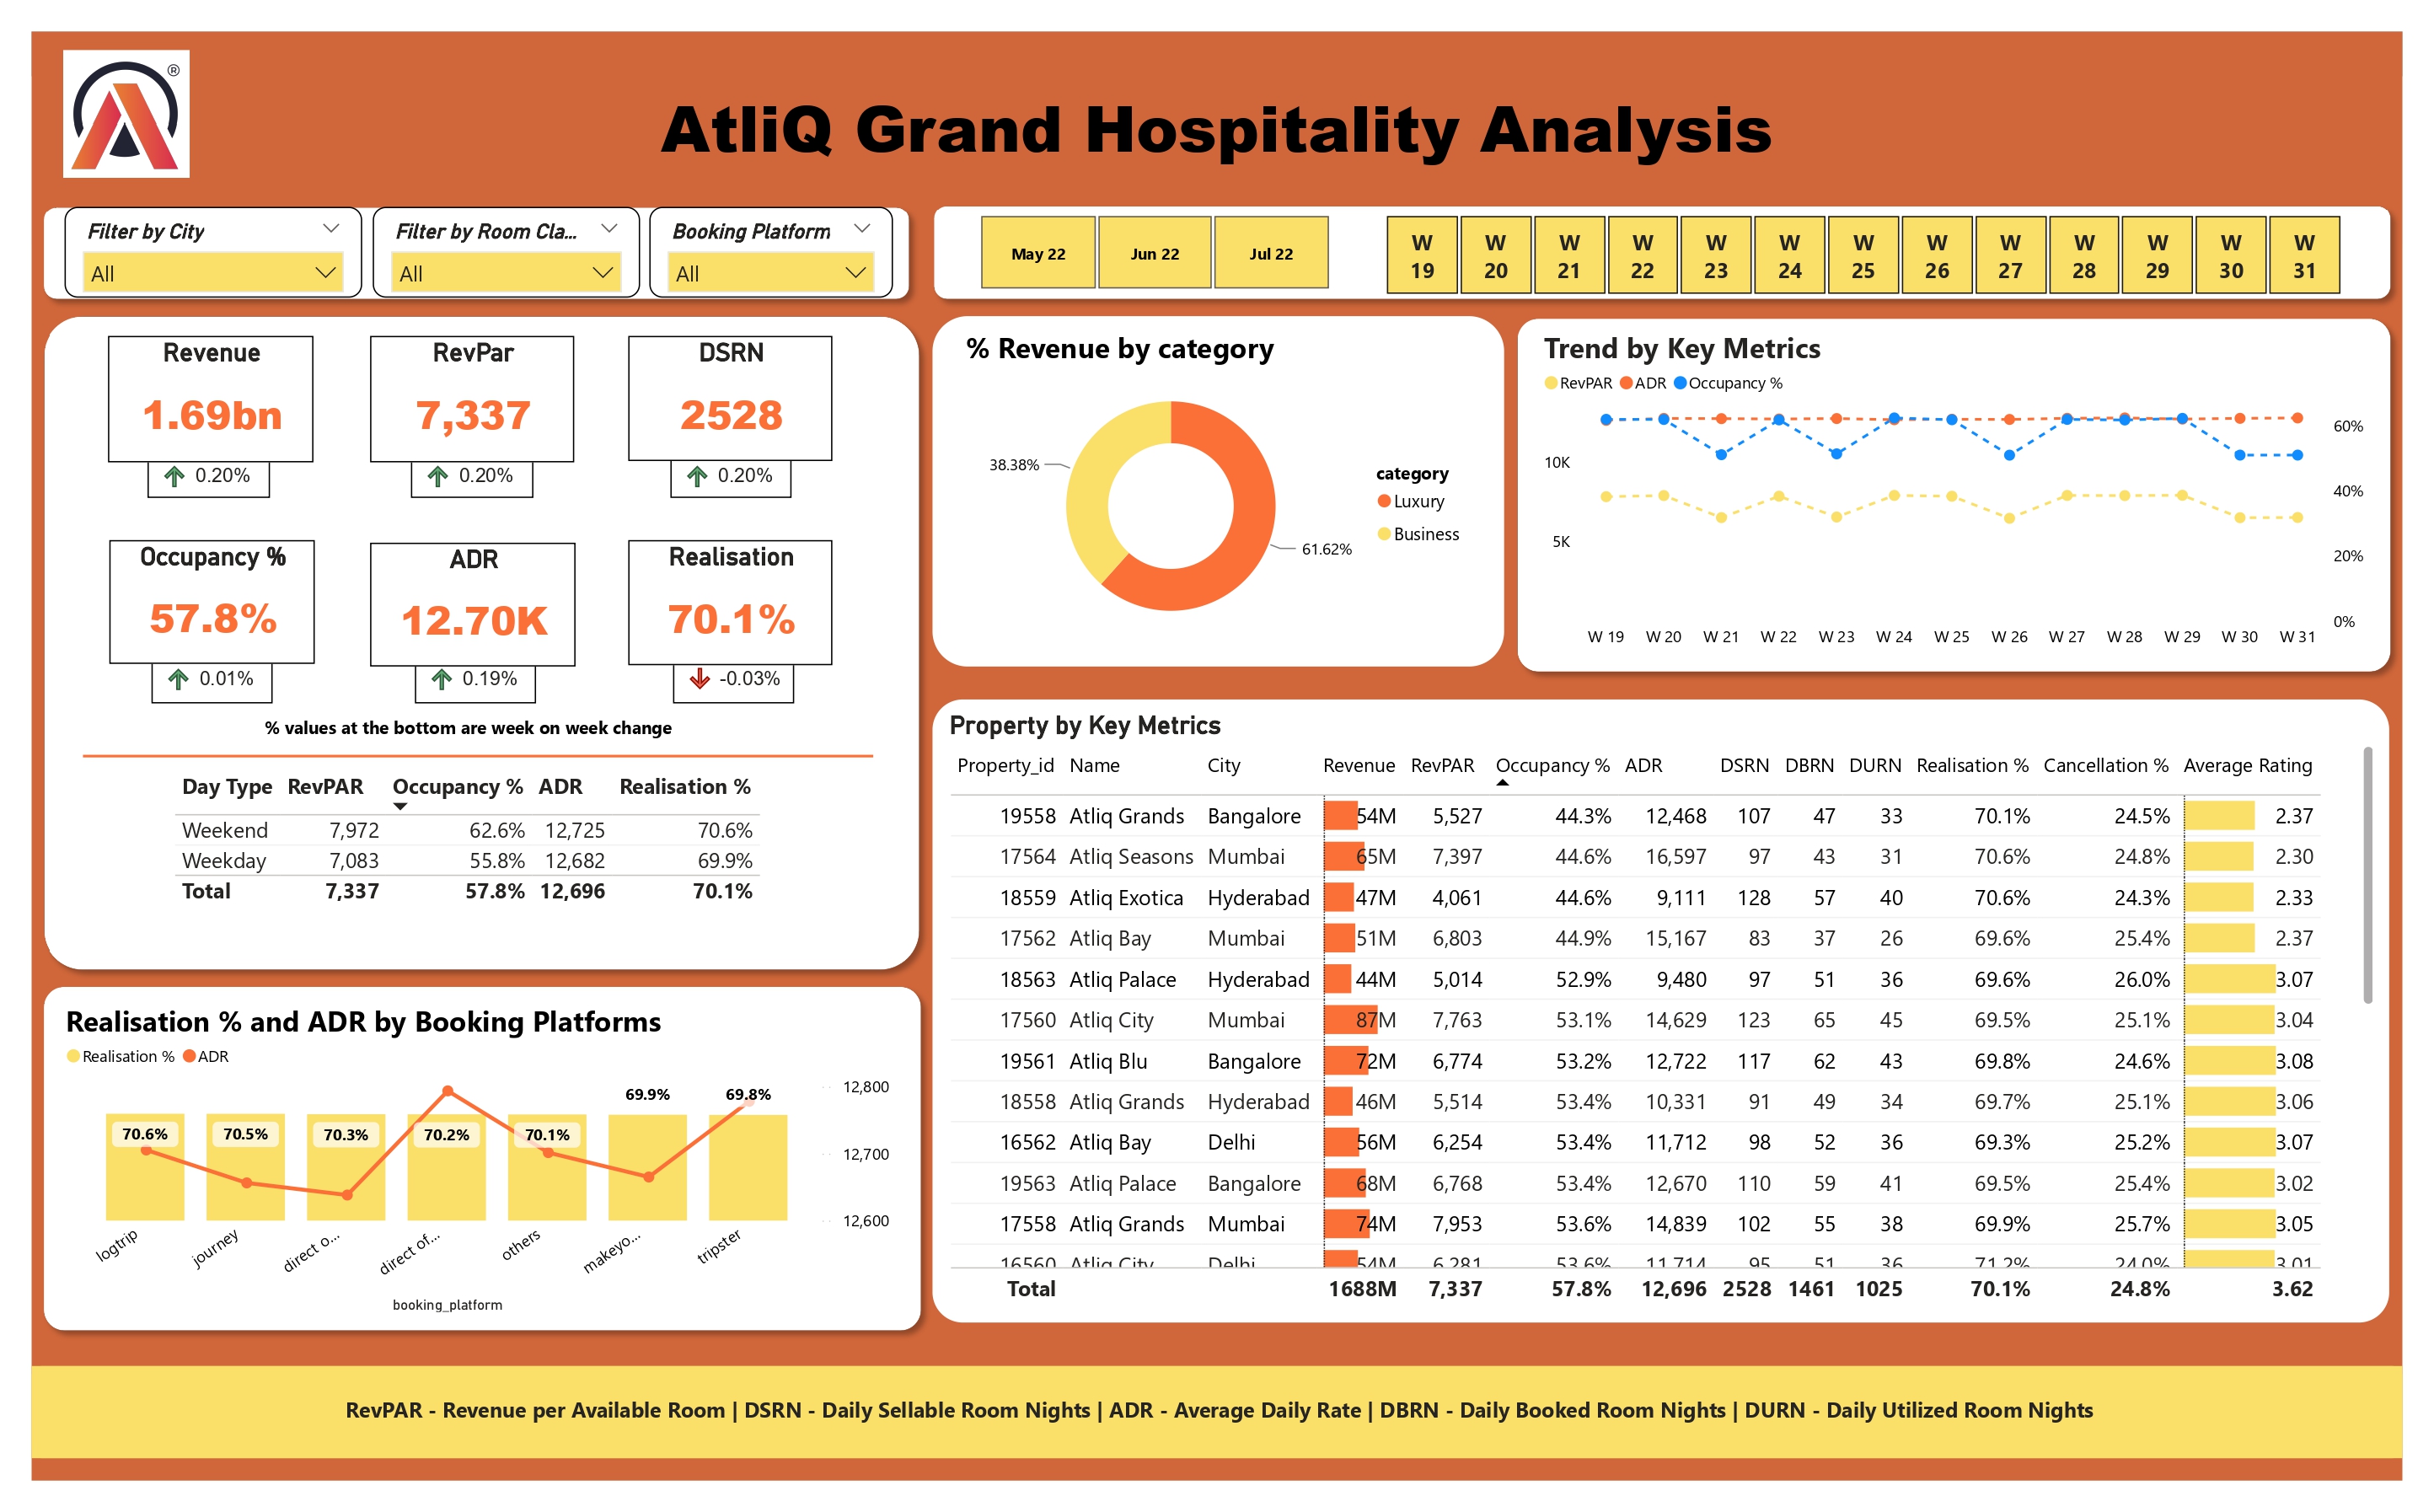 ®
AtliQ Grand Hospitality Analysis
Filter by City
All
Filter by Room Cla...
All
Booking Platform
All
May 22
Jun 22
Jul 22
W 19
W 20
W 21
W 22
W 23
W 24
W 25
W 26
W 27
W 28
W 29
W 30
W 31
Revenue
1.69bn
0.20%
RevPar
7,337
0.20%
DSRN
2528
0.20%
Occupancy %
57.8%
0.01%
ADR
12.70K
0.19%
Realisation
70.1%
-0.03%
% values at the bottom are week on week change
Day Type RevPAR Occupancy % ADR Realisation %
Weekend 7,972 62.6% 12,725 70.6%
Weekday 7,083 55.8% 12,682 69.9%
Total 7,337 57.8% 12,696 70.1%
Realisation % and ADR by Booking Platforms
Realisation % ADR
70.6% 70.5% 70.3% 70.2% 70.1% 69.9% 69.8%
12,800
12,700
12,600
logtrip journey direct o... direct of... others makeyo... tripster
booking_platform
% Revenue by category
38.38%
61.62%
category
Luxury
Business
Trend by Key Metrics
RevPAR ADR Occupancy %
10K
5K
60%
40%
20%
0%
W 19 W 20 W 21 W 22 W 23 W 24 W 25 W 26 W 27 W 28 W 29 W 30 W 31
Property by Key Metrics
Property_id Name City Revenue RevPAR Occupancy % ADR DSRN DBRN DURN Realisation % Cancellation % Average Rating
19558 Atliq Grands Bangalore 54M 5,527 44.3% 12,468 107 47 33 70.1% 24.5% 2.37
17564 Atliq Seasons Mumbai 65M 7,397 44.6% 16,597 97 43 31 70.6% 24.8% 2.30
18559 Atliq Exotica Hyderabad 47M 4,061 44.6% 9,111 128 57 40 70.6% 24.3% 2.33
17562 Atliq Bay Mumbai 51M 6,803 44.9% 15,167 83 37 26 69.6% 25.4% 2.37
18563 Atliq Palace Hyderabad 44M 5,014 52.9% 9,480 97 51 36 69.6% 26.0% 3.07
17560 Atliq City Mumbai 87M 7,763 53.1% 14,629 123 65 45 69.5% 25.1% 3.04
19561 Atliq Blu Bangalore 72M 6,774 53.2% 12,722 117 62 43 69.8% 24.6% 3.08
18558 Atliq Grands Hyderabad 46M 5,514 53.4% 10,331 91 49 34 69.7% 25.1% 3.06
16562 Atliq Bay Delhi 56M 6,254 53.4% 11,712 98 52 36 69.3% 25.2% 3.07
19563 Atliq Palace Bangalore 68M 6,768 53.4% 12,670 110 59 41 69.5% 25.4% 3.02
17558 Atliq Grands Mumbai 74M 7,953 53.6% 14,839 102 55 38 69.9% 25.7% 3.05
16560 Atliq City Delhi 54M 6,281 53.6% 11,714 95 51 36 71.2% 24.0% 3.01
Total 1688M 7,337 57.8% 12,696 2528 1461 1025 70.1% 24.8% 3.62
RevPAR - Revenue per Available Room | DSRN - Daily Sellable Room Nights | ADR - Average Daily Rate | DBRN - Daily Booked Room Nights | DURN - Daily Utilized Room Nights